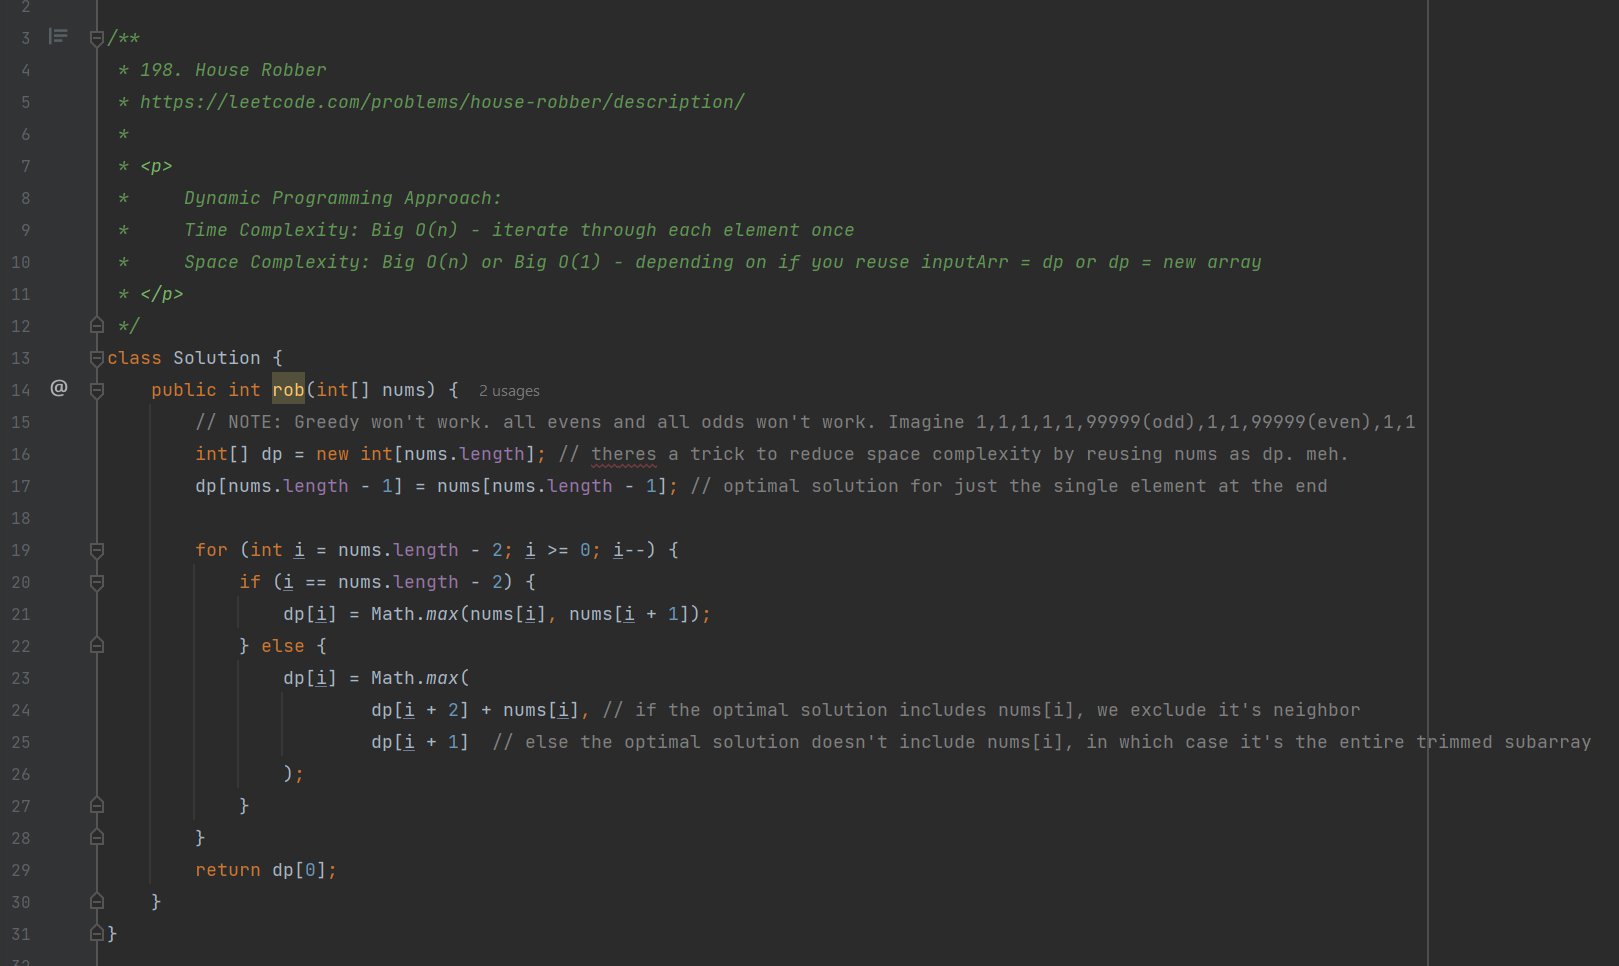 2
3 /**
4 * 198. House Robber
5 * https://leetcode.com/problems/house-robber/description/
6 *
7 * <p>
8 * Dynamic Programming Approach:
9 * Time Complexity: Big O(n) - iterate through each element once
10 * Space Complexity: Big O(n) or Big O(1) - depending on if you reuse inputArr = dp or dp = new array
11 * </p>
12 */
13 class Solution {
14 @ public int rob(int[] nums) { 2 usages
15 // NOTE: Greedy won't work. all evens and all odds won't work. Imagine 1,1,1,1,1,99999(odd),1,1,99999(even),1,1
16 int[] dp = new int[nums.length]; // theres a trick to reduce space complexity by reusing nums as dp. meh.
17 dp[nums.length - 1] = nums[nums.length - 1]; // optimal solution for just the single element at the end
18
19 for (int i = nums.length - 2; i >= 0; i--) {
20 if (i == nums.length - 2) {
21 dp[i] = Math.max(nums[i], nums[i + 1]);
22 } else {
23 dp[i] = Math.max(
24 dp[i + 2] + nums[i], // if the optimal solution includes nums[i], we exclude it's neighbor
25 dp[i + 1] // else the optimal solution doesn't include nums[i], in which case it's the entire trimmed subarray
26 );
27 }
28 }
29 return dp[0];
30 }
31 }
32